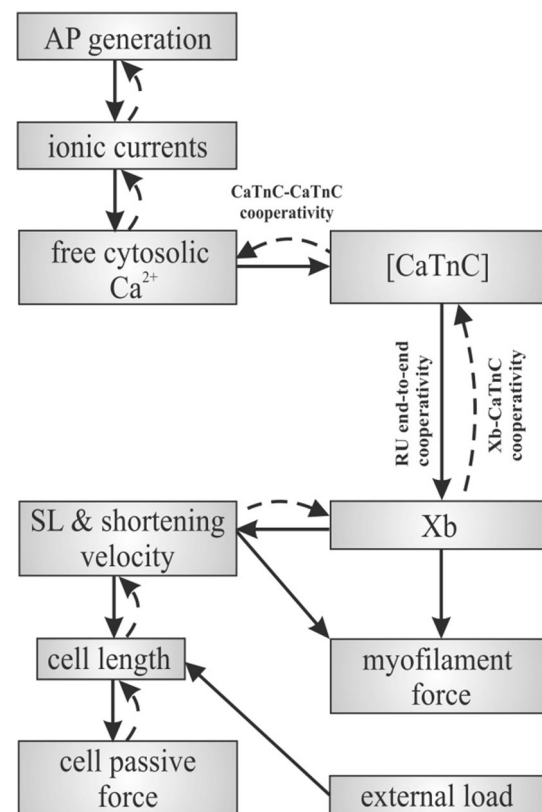 AP generation
ionic currents
CaTnC-CaTnC
cooperativity
free cytosolic
Ca²⁺
[CaTnC]
RU end-to-end
cooperativity
Xb-CaTnC
cooperativity
SL & shortening
velocity
Xb
cell length
myofilament
force
cell passive
force
external load